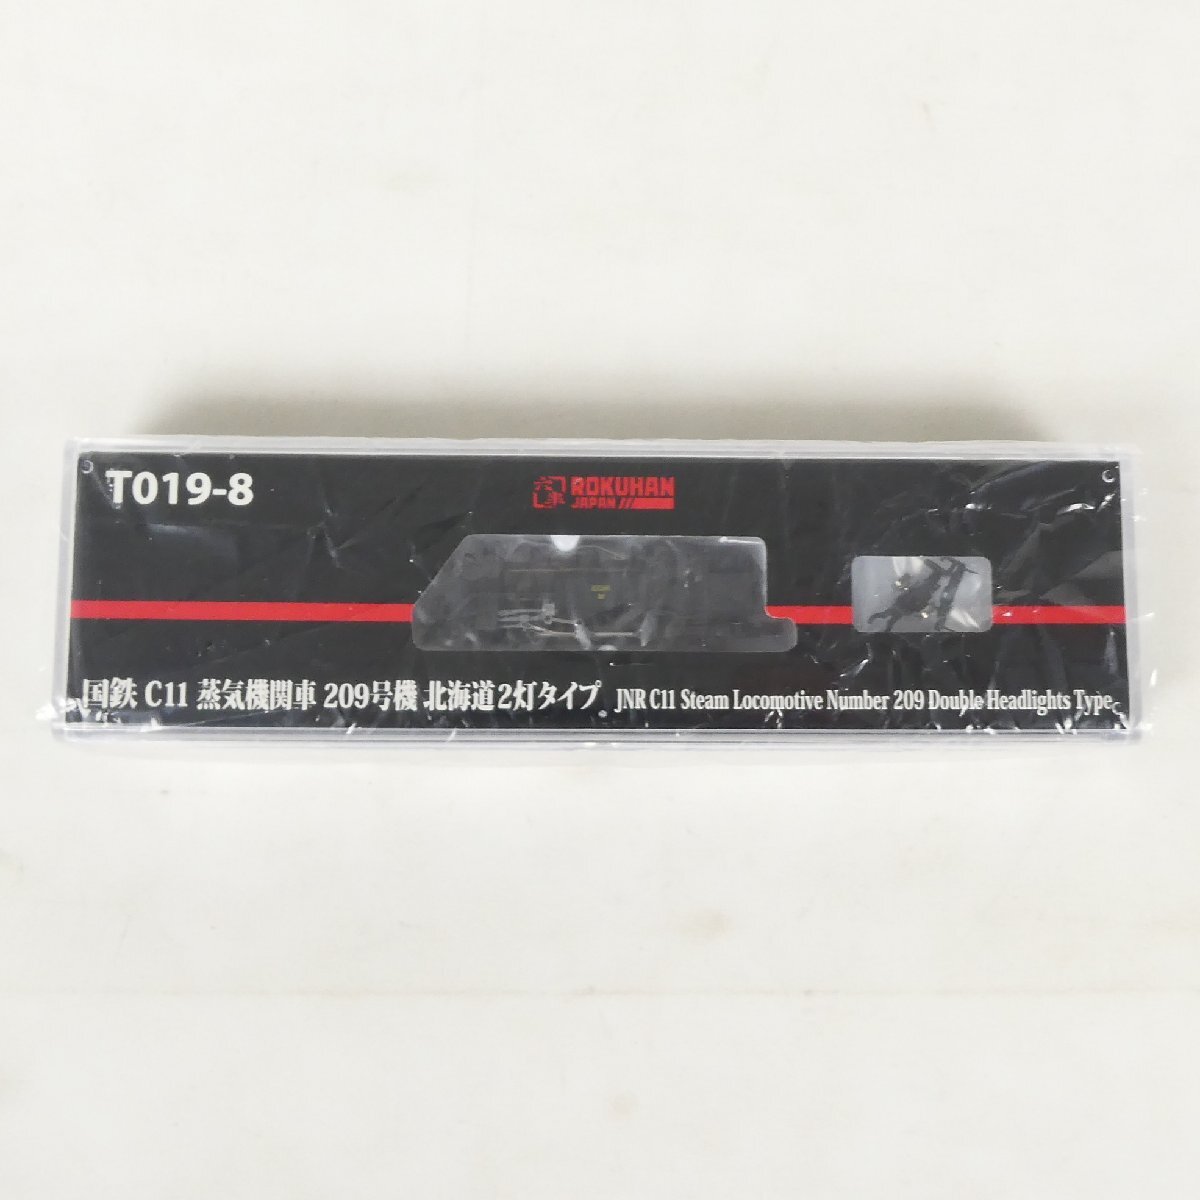 T019-8
ROKUHAN
JAPAN
国鉄 C11 蒸気機関車 209号機 北海道2灯タイプ JNR C11 Steam Locomotive Number 209 Double Headlights Type